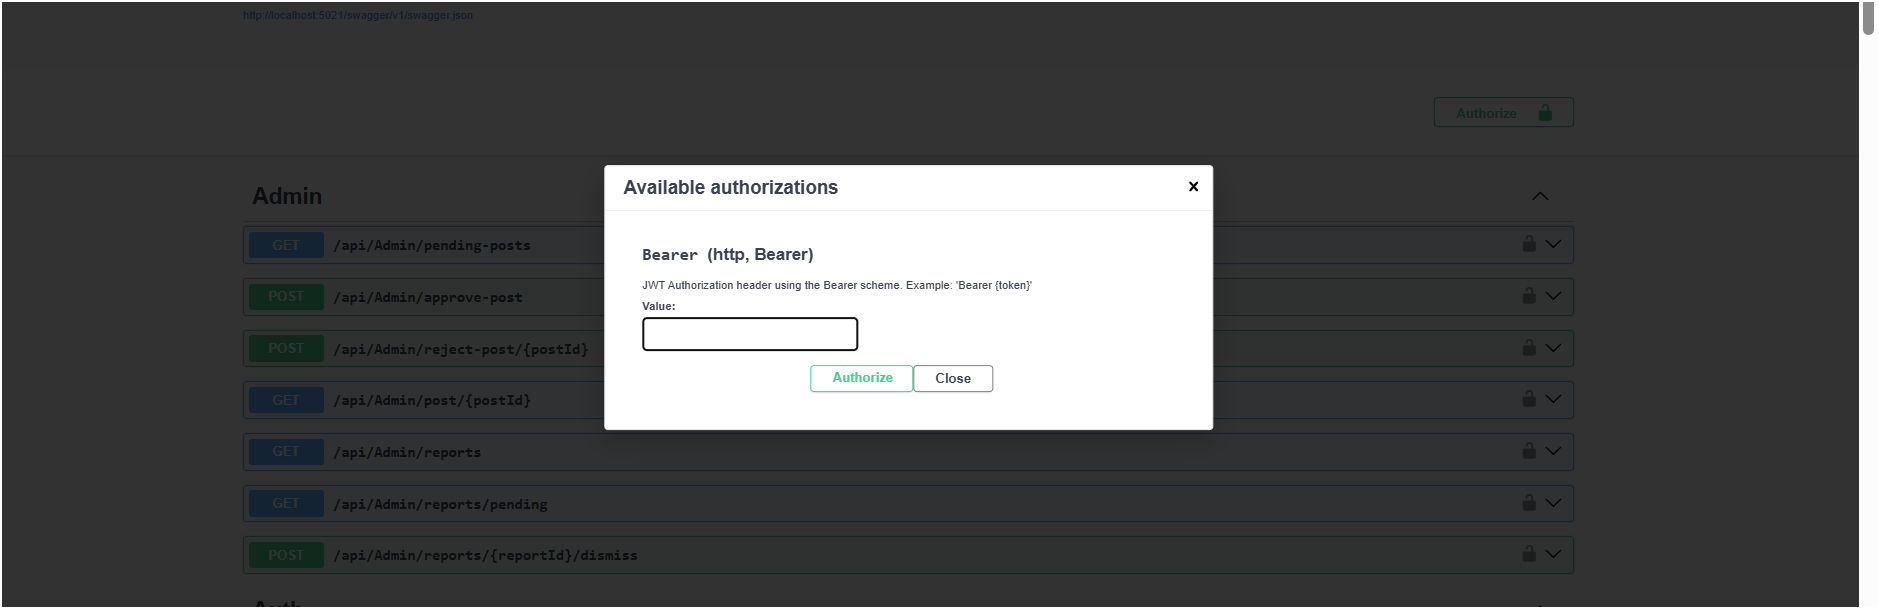 http://localhost:5021/swagger/v1/swagger.json
Authorize
Available authorizations
Bearer (http, Bearer)
JWT Authorization header using the Bearer scheme. Example: 'Bearer {token}'
Value:
Authorize Close
Admin
GET /api/Admin/pending-posts
POST /api/Admin/approve-post
POST /api/Admin/reject-post/{postId}
GET /api/Admin/post/{postId}
GET /api/Admin/reports
GET /api/Admin/reports/pending
POST /api/Admin/reports/{reportId}/dismiss